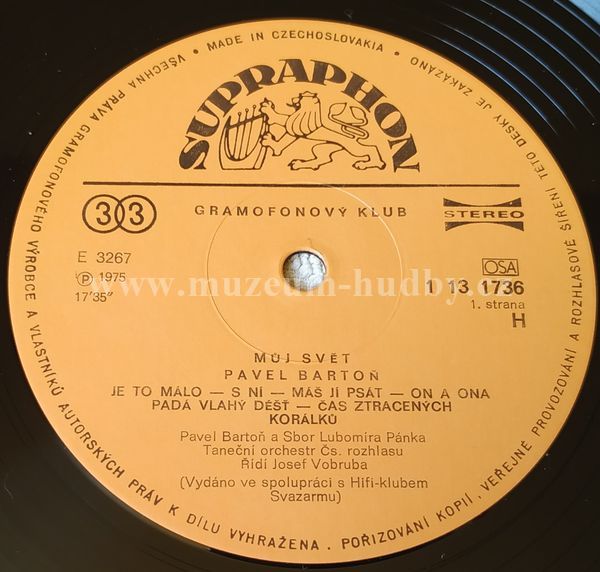 VŠECHNA PRÁVA GRAMOFONOVÉHO VÝROBCE A VLASTNÍKŮ AUTORSKÝCH PRÁV K DÍLU VYHRAŽENA. POŘIZOVÁNÍ KOPIÍ, VEŘEJNÉ PROVOZOVÁNÍ A ROZHLASOVÉ ŠÍŘENÍ TÉTO DESKY JE ZAKÁZÁNO • MADE IN CZECHOSLOVAKIA •
SUPRAPHON
33 GRAMOFONOVÝ KLUB STEREO
E 3267 OSA
Ⓟ 1975 1 13 1736
17'35" 1. strana
H
www.muzeum-hudby.
MŮJ SVĚT
PAVEL BARTOŇ
JE TO MÁLO — S NÍ — MÁŠ JÍ PSÁT — ON A ONA
PADÁ VLAHÝ DÉŠŤ — ČAS ZTRACENÝCH
KORÁLKŮ
Pavel Bartoň a Sbor Lubomíra Pánka
Taneční orchestr Čs. rozhlasu
Řídí Josef Vobruba
(Vydáno ve spolupráci s Hifi-klubem
Svazarmu)